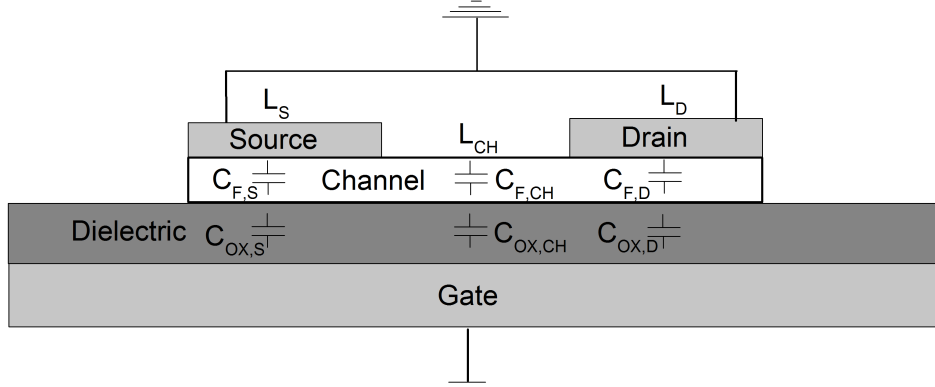 L_S
L_D
Source
L_CH
Drain
C_F,S
Channel
C_F,CH
C_F,D
Dielectric
C_OX,S
C_OX,CH
C_OX,D
Gate